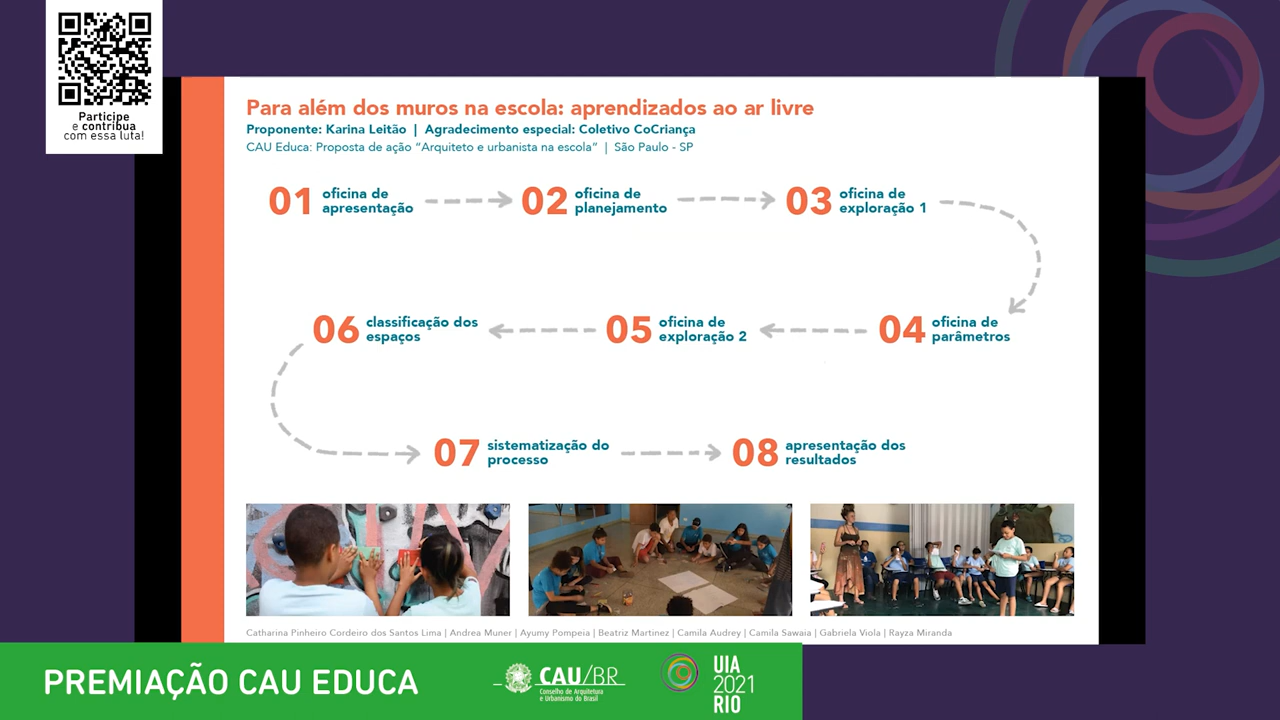 Participe
e contribua
com essa luta!
Para além dos muros na escola: aprendizados ao ar livre
Proponente: Karina Leitão | Agradecimento especial: Coletivo CoCriança
CAU Educa: Proposta de ação “Arquiteto e urbanista na escola” | São Paulo - SP
01 oficina de
apresentação
02 oficina de
planejamento
03 oficina de
exploração 1
04 oficina de
parâmetros
05 oficina de
exploração 2
06 classificação dos
espaços
07 sistematização do
processo
08 apresentação dos
resultados
Catharina Pinheiro Cordeiro dos Santos Lima | Andrea Muner | Ayumy Pompeia | Beatriz Martinez | Camila Audrey | Camila Sawaia | Gabriela Viola | Rayza Miranda
PREMIAÇÃO CAU EDUCA
CAU/BR
Conselho de Arquitetura
e Urbanismo do Brasil
UIA
2021
RIO